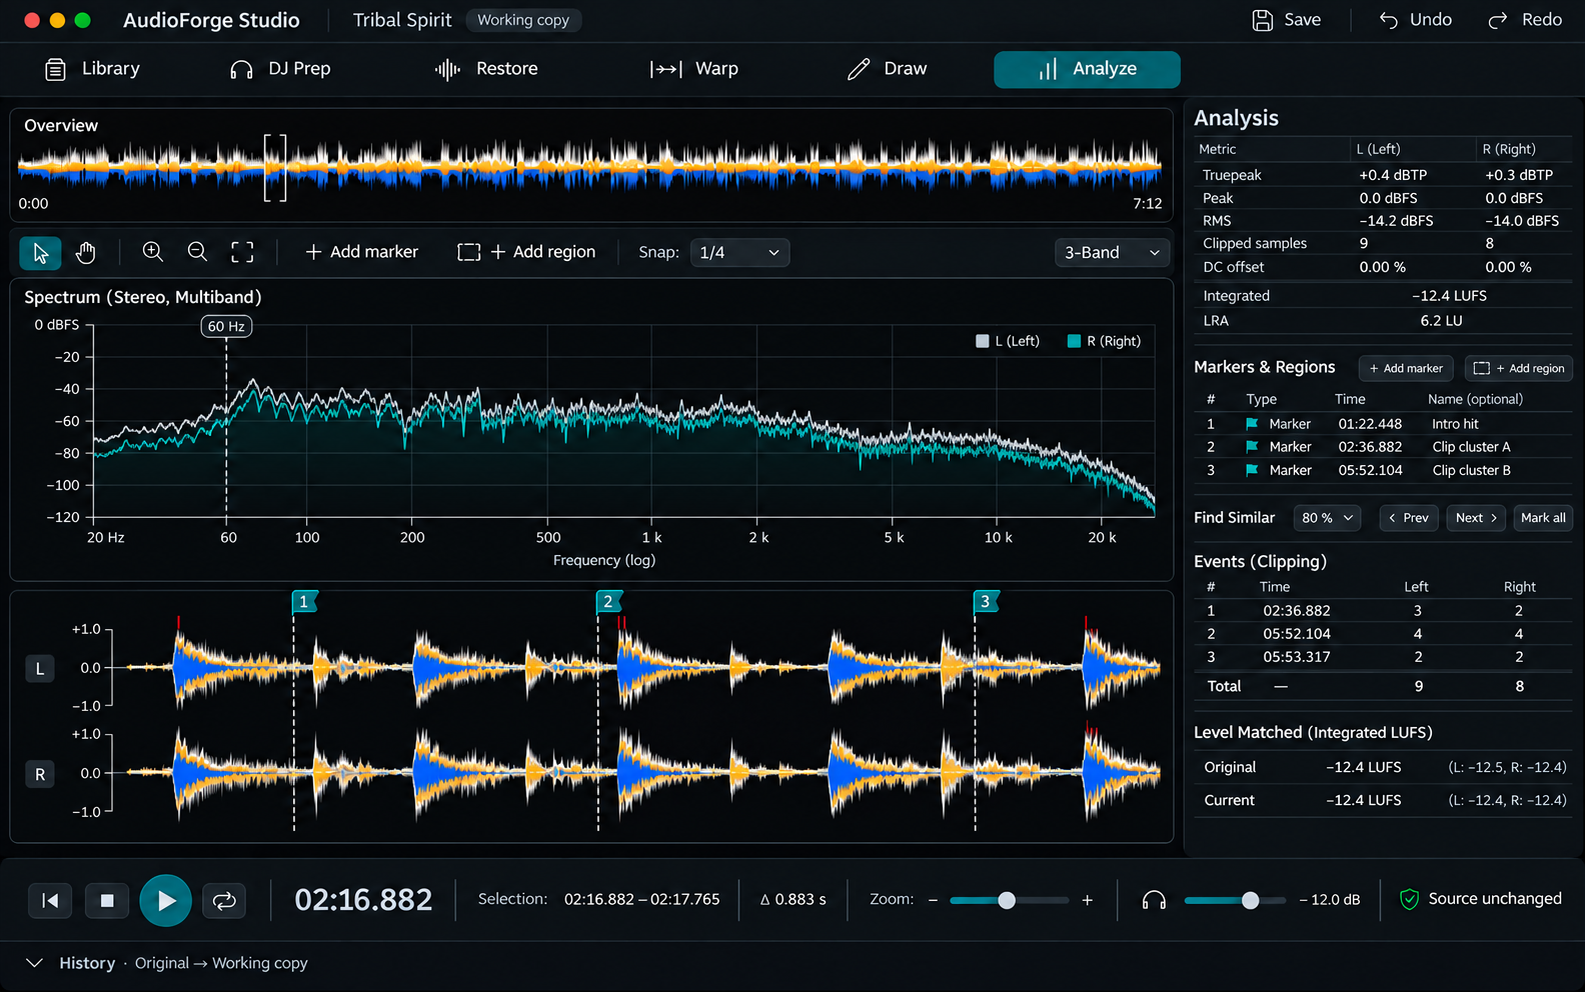 AudioForge Studio Tribal Spirit Working copy Save Undo Redo
Library DJ Prep Restore Warp Draw Analyze
Overview
0:00 7:12
+ Add marker + Add region Snap: 1/4 3-Band
Spectrum (Stereo, Multiband)
60 Hz
L (Left) R (Right)
0 dBFS
−20
−40
−60
−80
−100
−120
20 Hz 60 100 200 500 1 k 2 k 5 k 10 k 20 k
Frequency (log)
1 2 3
L
+1.0
0.0
−1.0
R
+1.0
0.0
−1.0
Analysis
Metric L (Left) R (Right)
Truepeak +0.4 dBTP +0.3 dBTP
Peak 0.0 dBFS 0.0 dBFS
RMS −14.2 dBFS −14.0 dBFS
Clipped samples 9 8
DC offset 0.00 % 0.00 %
Integrated −12.4 LUFS
LRA 6.2 LU
Markers & Regions + Add marker + Add region
# Type Time Name (optional)
1 Marker 01:22.448 Intro hit
2 Marker 02:36.882 Clip cluster A
3 Marker 05:52.104 Clip cluster B
Find Similar 80 % Prev Next Mark all
Events (Clipping)
# Time Left Right
1 02:36.882 3 2
2 05:52.104 4 4
3 05:53.317 2 2
Total — 9 8
Level Matched (Integrated LUFS)
Original −12.4 LUFS (L: −12.5, R: −12.4)
Current −12.4 LUFS (L: −12.4, R: −12.4)
02:16.882 Selection: 02:16.882 – 02:17.765 Δ 0.883 s Zoom: − + − 12.0 dB Source unchanged
History · Original → Working copy